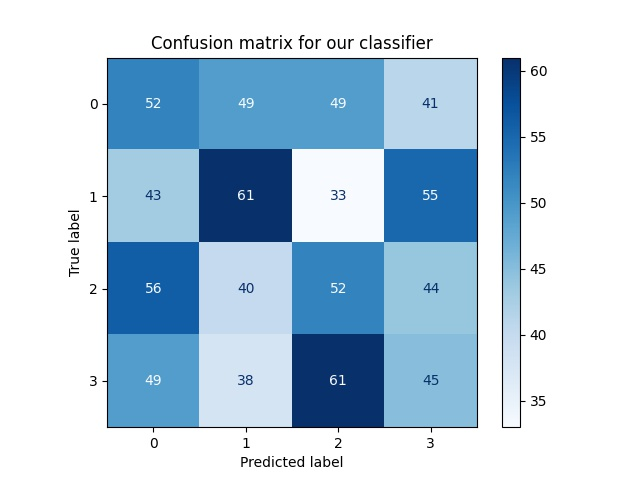 Confusion matrix for our classifier
0 52 49 49 41 60
1 43 61 33 55 55
2 56 40 52 44 50
3 49 38 61 45 45
40
35
0 1 2 3
Predicted label
True label